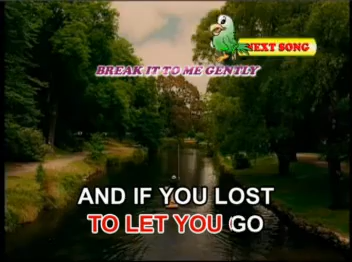 NEXT SONG
BREAK IT TO ME GENTLY
AND IF YOU LOST
TO LET YOU GO